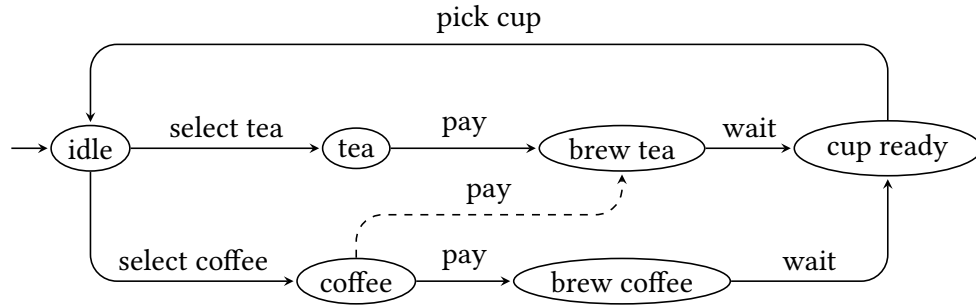 pick cup
idle
select tea
tea
pay
brew tea
wait
cup ready
pay
select coffee
coffee
pay
brew coffee
wait